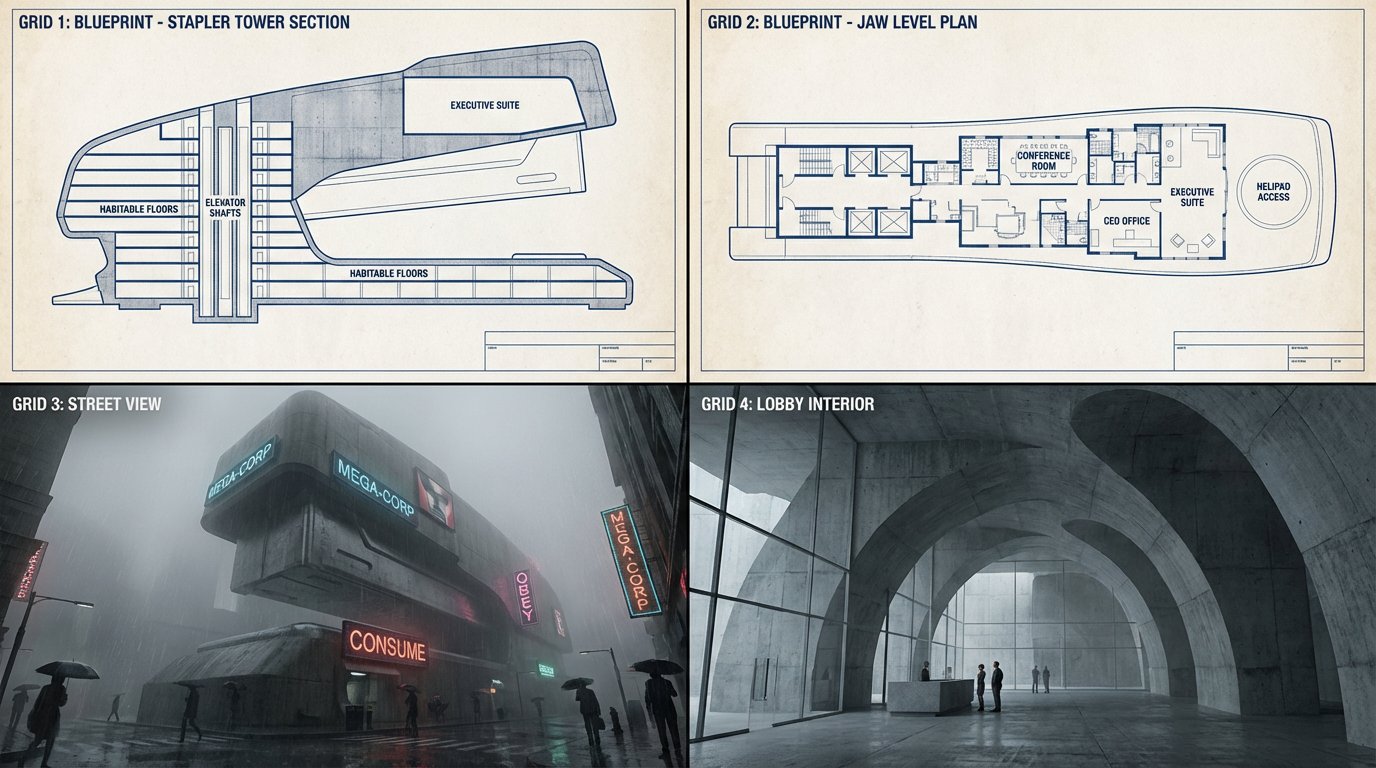 GRID 1: BLUEPRINT - STAPLER TOWER SECTION
EXECUTIVE SUITE
HABITABLE FLOORS
ELEVATOR
SHAFTS
HABITABLE FLOORS
GRID 2: BLUEPRINT - JAW LEVEL PLAN
CONFERENCE
ROOM
EXECUTIVE
SUITE
CEO OFFICE
HELIPAD
ACCESS
GRID 3: STREET VIEW
MEGA-CORP
MEGA-CORP
MEGA-CORP
OBEY
CONSUME
GRID 4: LOBBY INTERIOR